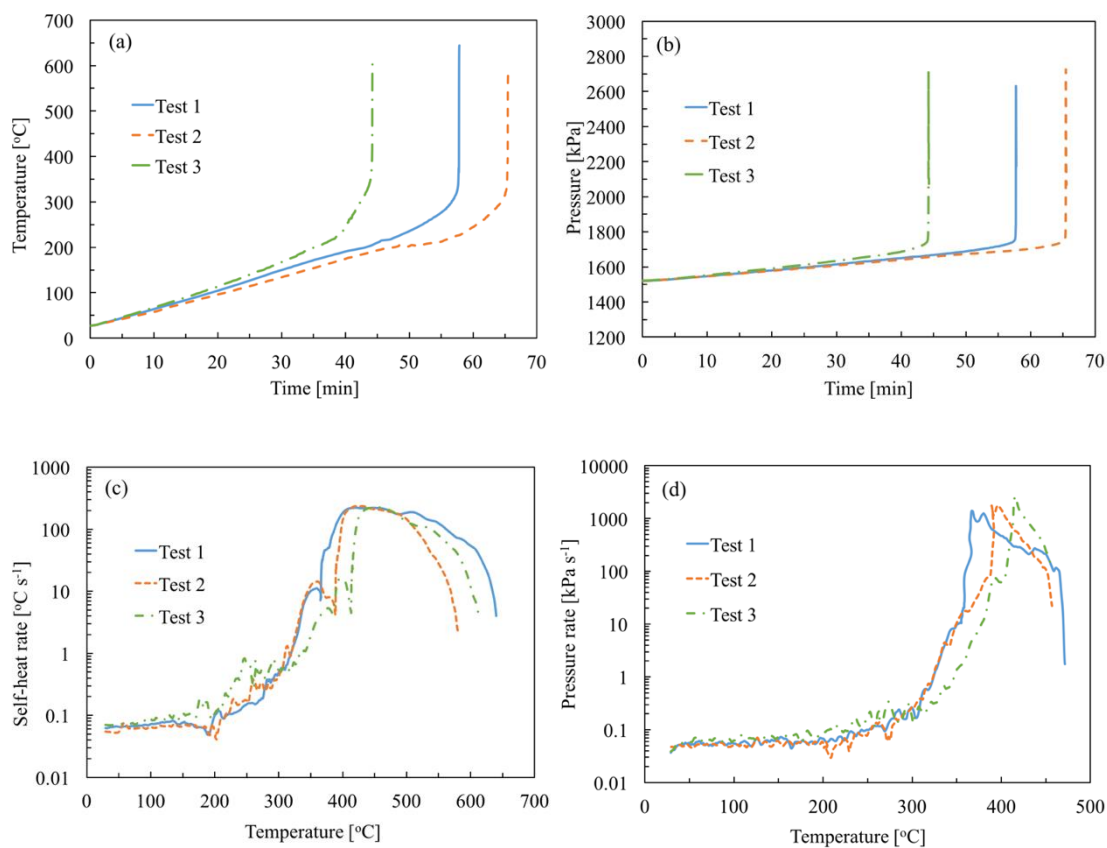 (a)
700
600
500
400
300
200
100
0
Temperature [°C]
Test 1
Test 2
Test 3
0 10 20 30 40 50 60 70
Time [min]
(b)
3000
2800
2600
2400
2200
2000
1800
1600
1400
1200
Pressure [kPa]
Test 1
Test 2
Test 3
0 10 20 30 40 50 60 70
Time [min]
(c)
1000
100
10
1
0.1
0.01
Self-heat rate [°C s⁻¹]
Test 1
Test 2
Test 3
0 100 200 300 400 500 600 700
Temperature [°C]
(d)
10000
1000
100
10
1
0.1
0.01
Pressure rate [kPa s⁻¹]
Test 1
Test 2
Test 3
0 100 200 300 400 500
Temperature [°C]